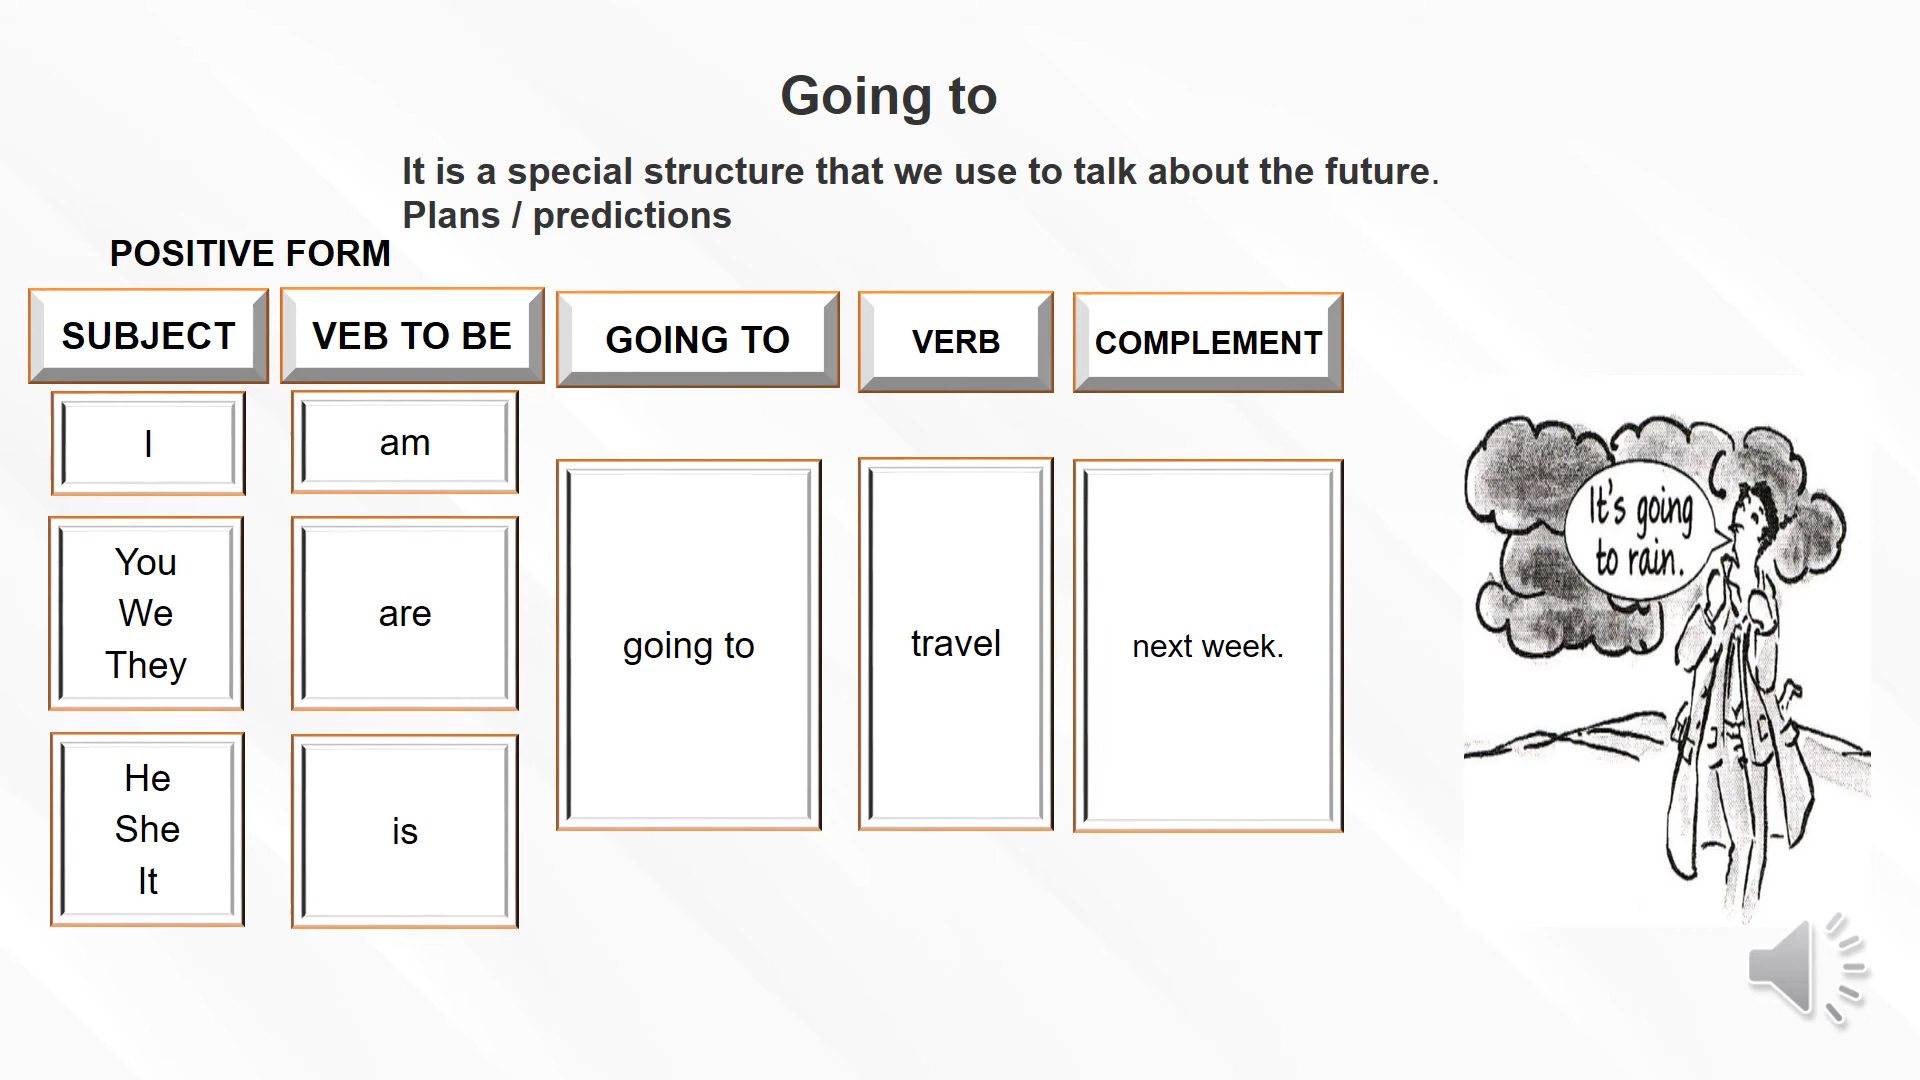 Going to
It is a special structure that we use to talk about the future.
Plans / predictions
POSITIVE FORM
SUBJECT
VEB TO BE
GOING TO
VERB
COMPLEMENT
I
am
You
We
They
are
He
She
It
is
going to
travel
next week.
It's going
to rain.